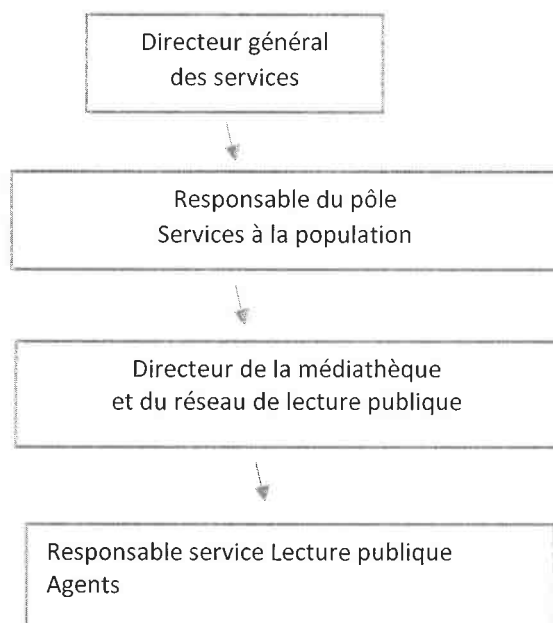 Directeur général
des services
Responsable du pôle
Services à la population
Directeur de la médiathèque
et du réseau de lecture publique
Responsable service Lecture publique
Agents